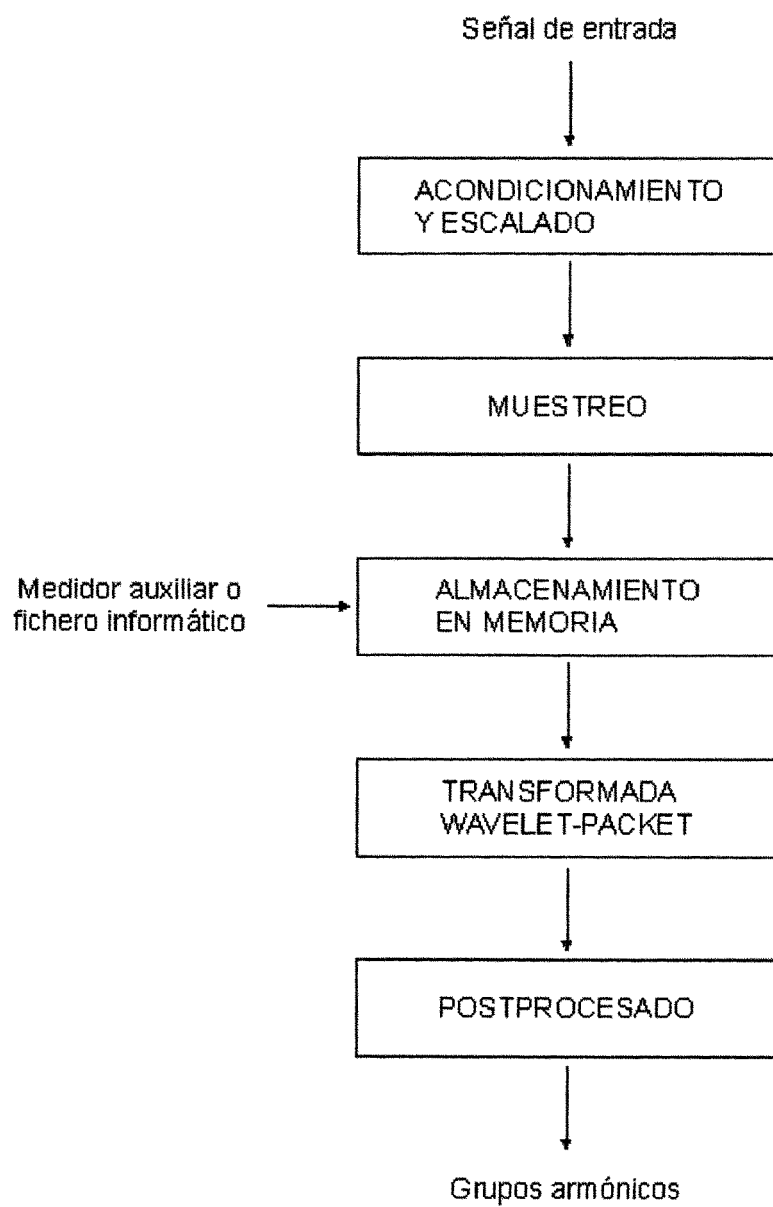 Señal de entrada
ACONDICIONAMIENTO
Y ESCALADO
MUESTREO
Medidor auxiliar o
fichero informático
ALMACENAMIENTO
EN MEMORIA
TRANSFORMADA
WAVELET-PACKET
POSTPROCESADO
Grupos armónicos